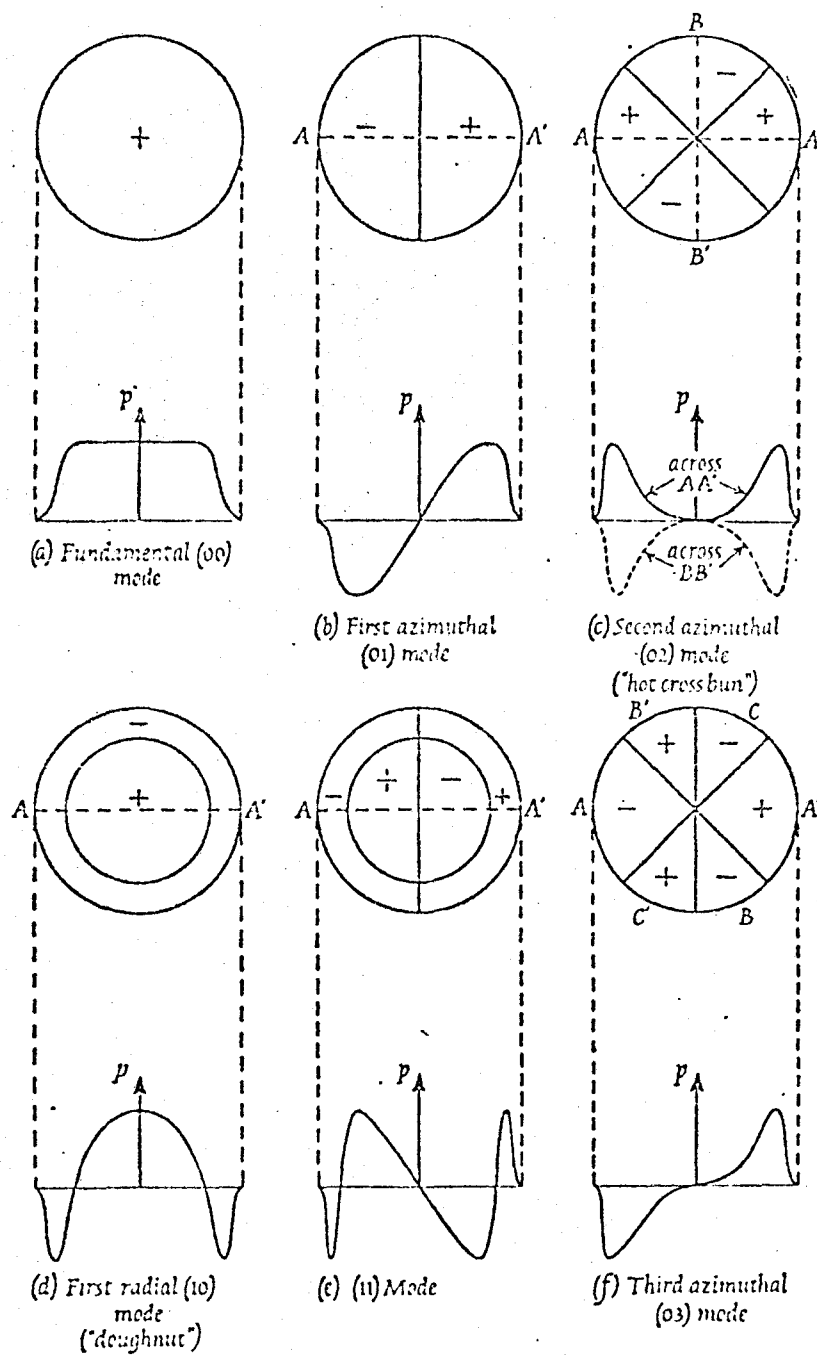 +
A − + A'
B
−
+ +
A A
−
B'
p
p
p
across
AA'
across
BB'
(a) Fundamental (00)
mode
(b) First azimuthal
(01) mode
(c) Second azimuthal
(02) mode
("hot cross bun")
−
+
A A'
A − + − + A'
B' C
+ −
A − + A
+ −
C' B
p
p
p
(d) First radial (10)
mode
("doughnut")
(e) (11) Mode
(f) Third azimuthal
(03) mode